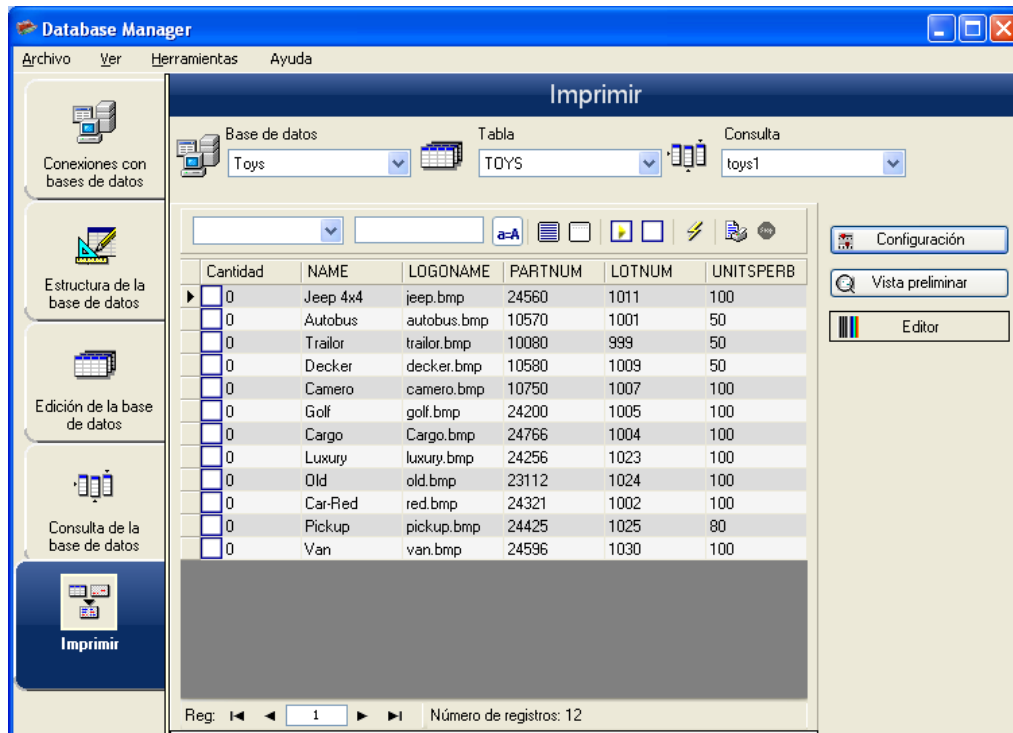 Database Manager
Archivo Ver Herramientas Ayuda
Imprimir
Conexiones con
bases de datos
Estructura de la
base de datos
Edición de la base
de datos
Consulta de la
base de datos
Imprimir
Base de datos Tabla Consulta
Toys TOYS toys1
a=A
Cantidad NAME LOGONAME PARTNUM LOTNUM UNITSPERB
0 Jeep 4x4 jeep.bmp 24560 1011 100
0 Autobus autobus.bmp 10570 1001 50
0 Trailor trailor.bmp 10080 999 50
0 Decker decker.bmp 10580 1009 50
0 Camero camero.bmp 10750 1007 100
0 Golf golf.bmp 24200 1005 100
0 Cargo Cargo.bmp 24766 1004 100
0 Luxury luxury.bmp 24256 1023 100
0 Old old.bmp 23112 1024 100
0 Car-Red red.bmp 24321 1002 100
0 Pickup pickup.bmp 24425 1025 80
0 Van van.bmp 24596 1030 100
Reg: 1 Número de registros: 12
Configuración
Vista preliminar
Editor